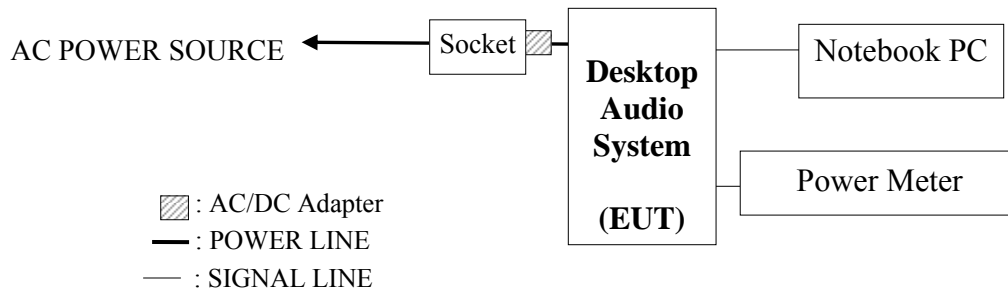 AC POWER SOURCE
Socket
Desktop
Audio
System
(EUT)
Notebook PC
Power Meter
: AC/DC Adapter
: POWER LINE
: SIGNAL LINE